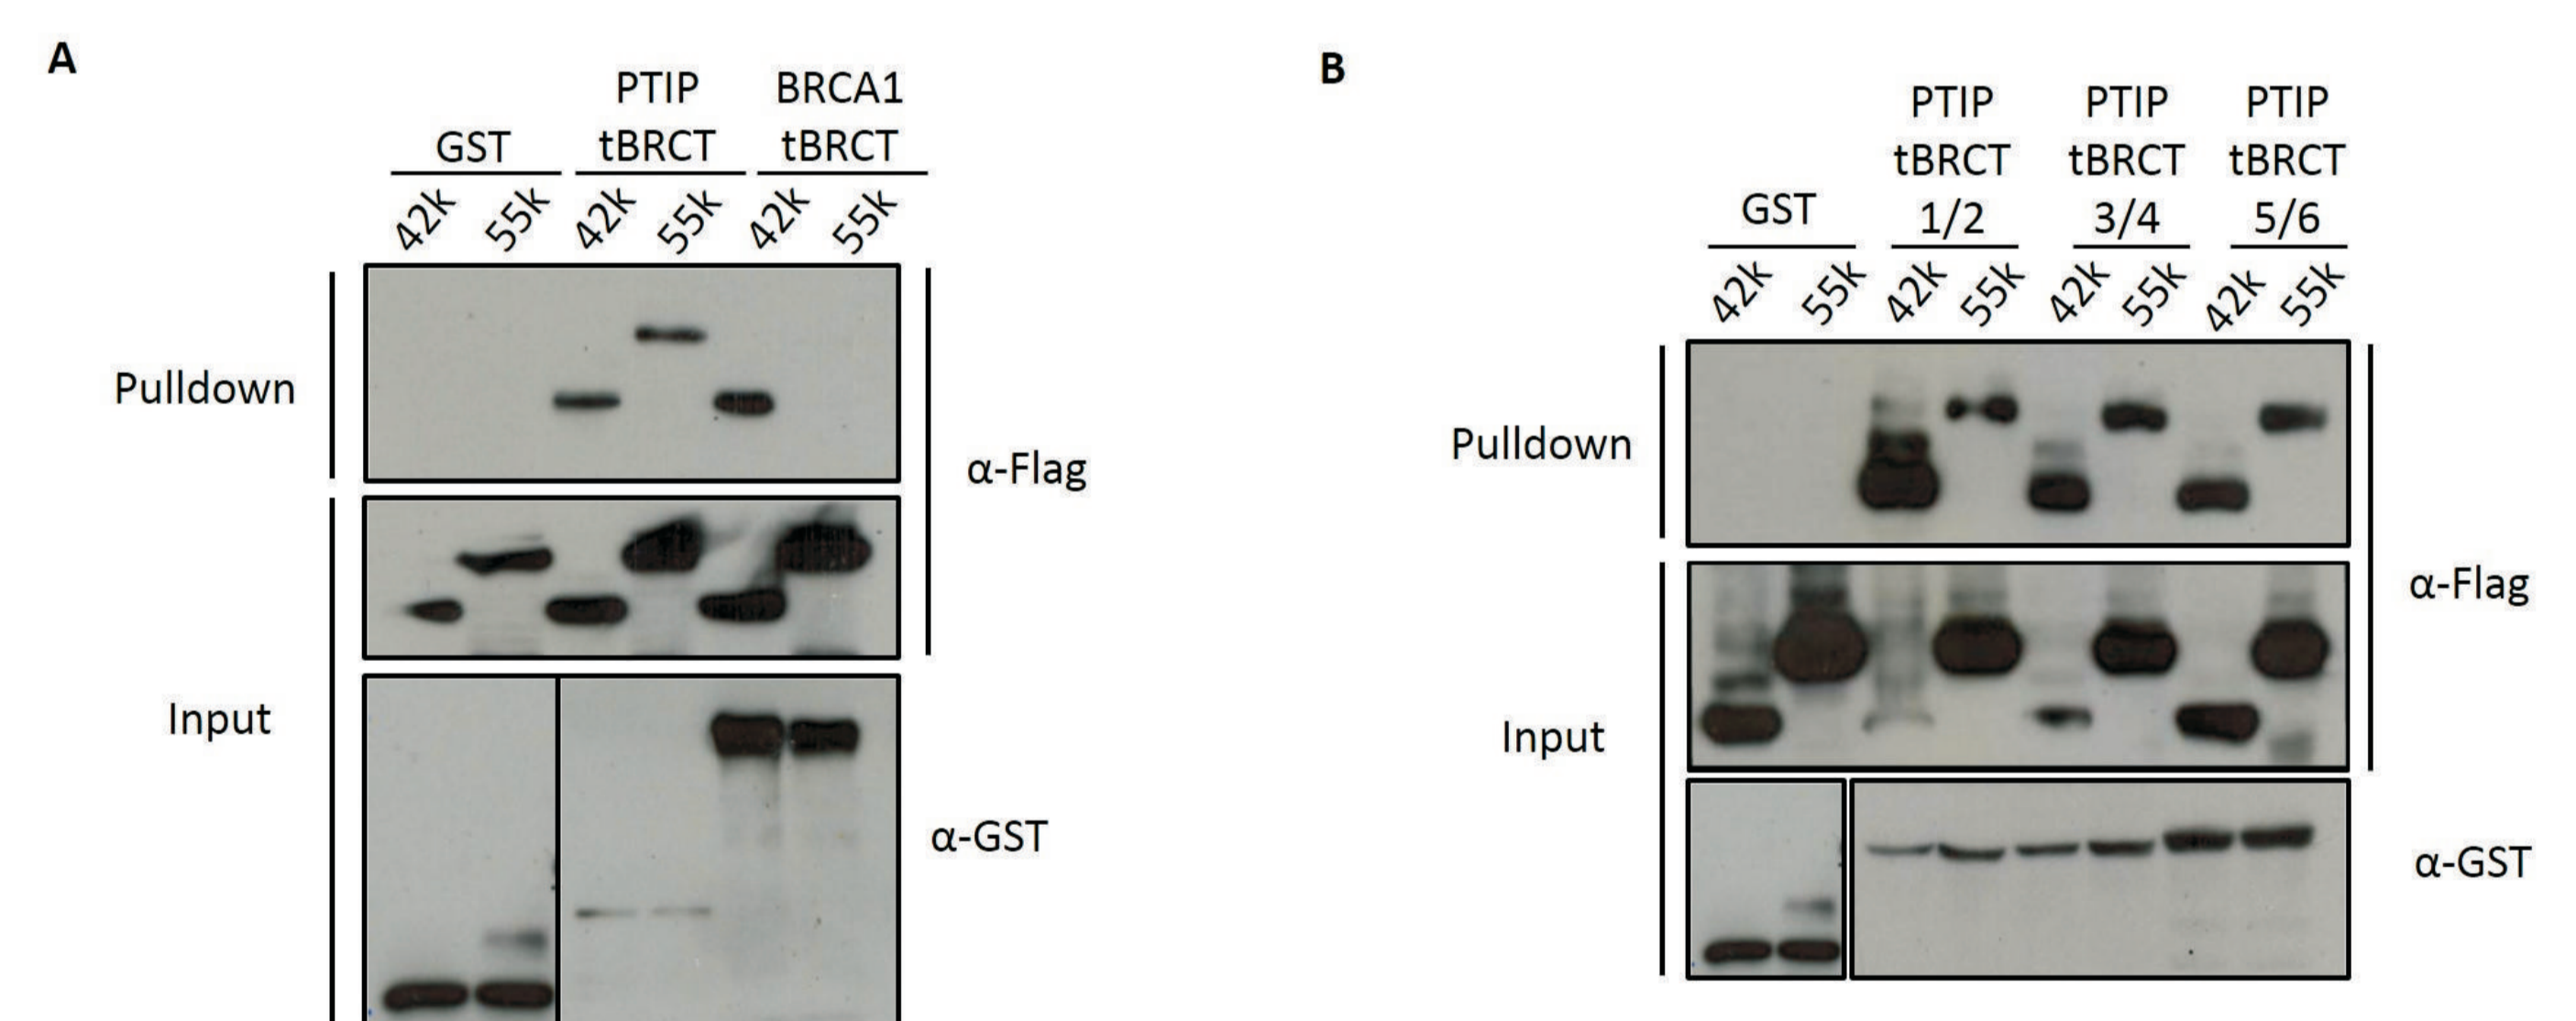 A
PTIP BRCA1
GST tBRCT tBRCT
42k 55k 42k 55k 42k 55k
Pulldown
α-Flag
Input
α-GST
B
PTIP PTIP PTIP
tBRCT tBRCT tBRCT
GST 1/2 3/4 5/6
42k 55k 42k 55k 42k 55k 42k 55k
Pulldown
α-Flag
Input
α-GST